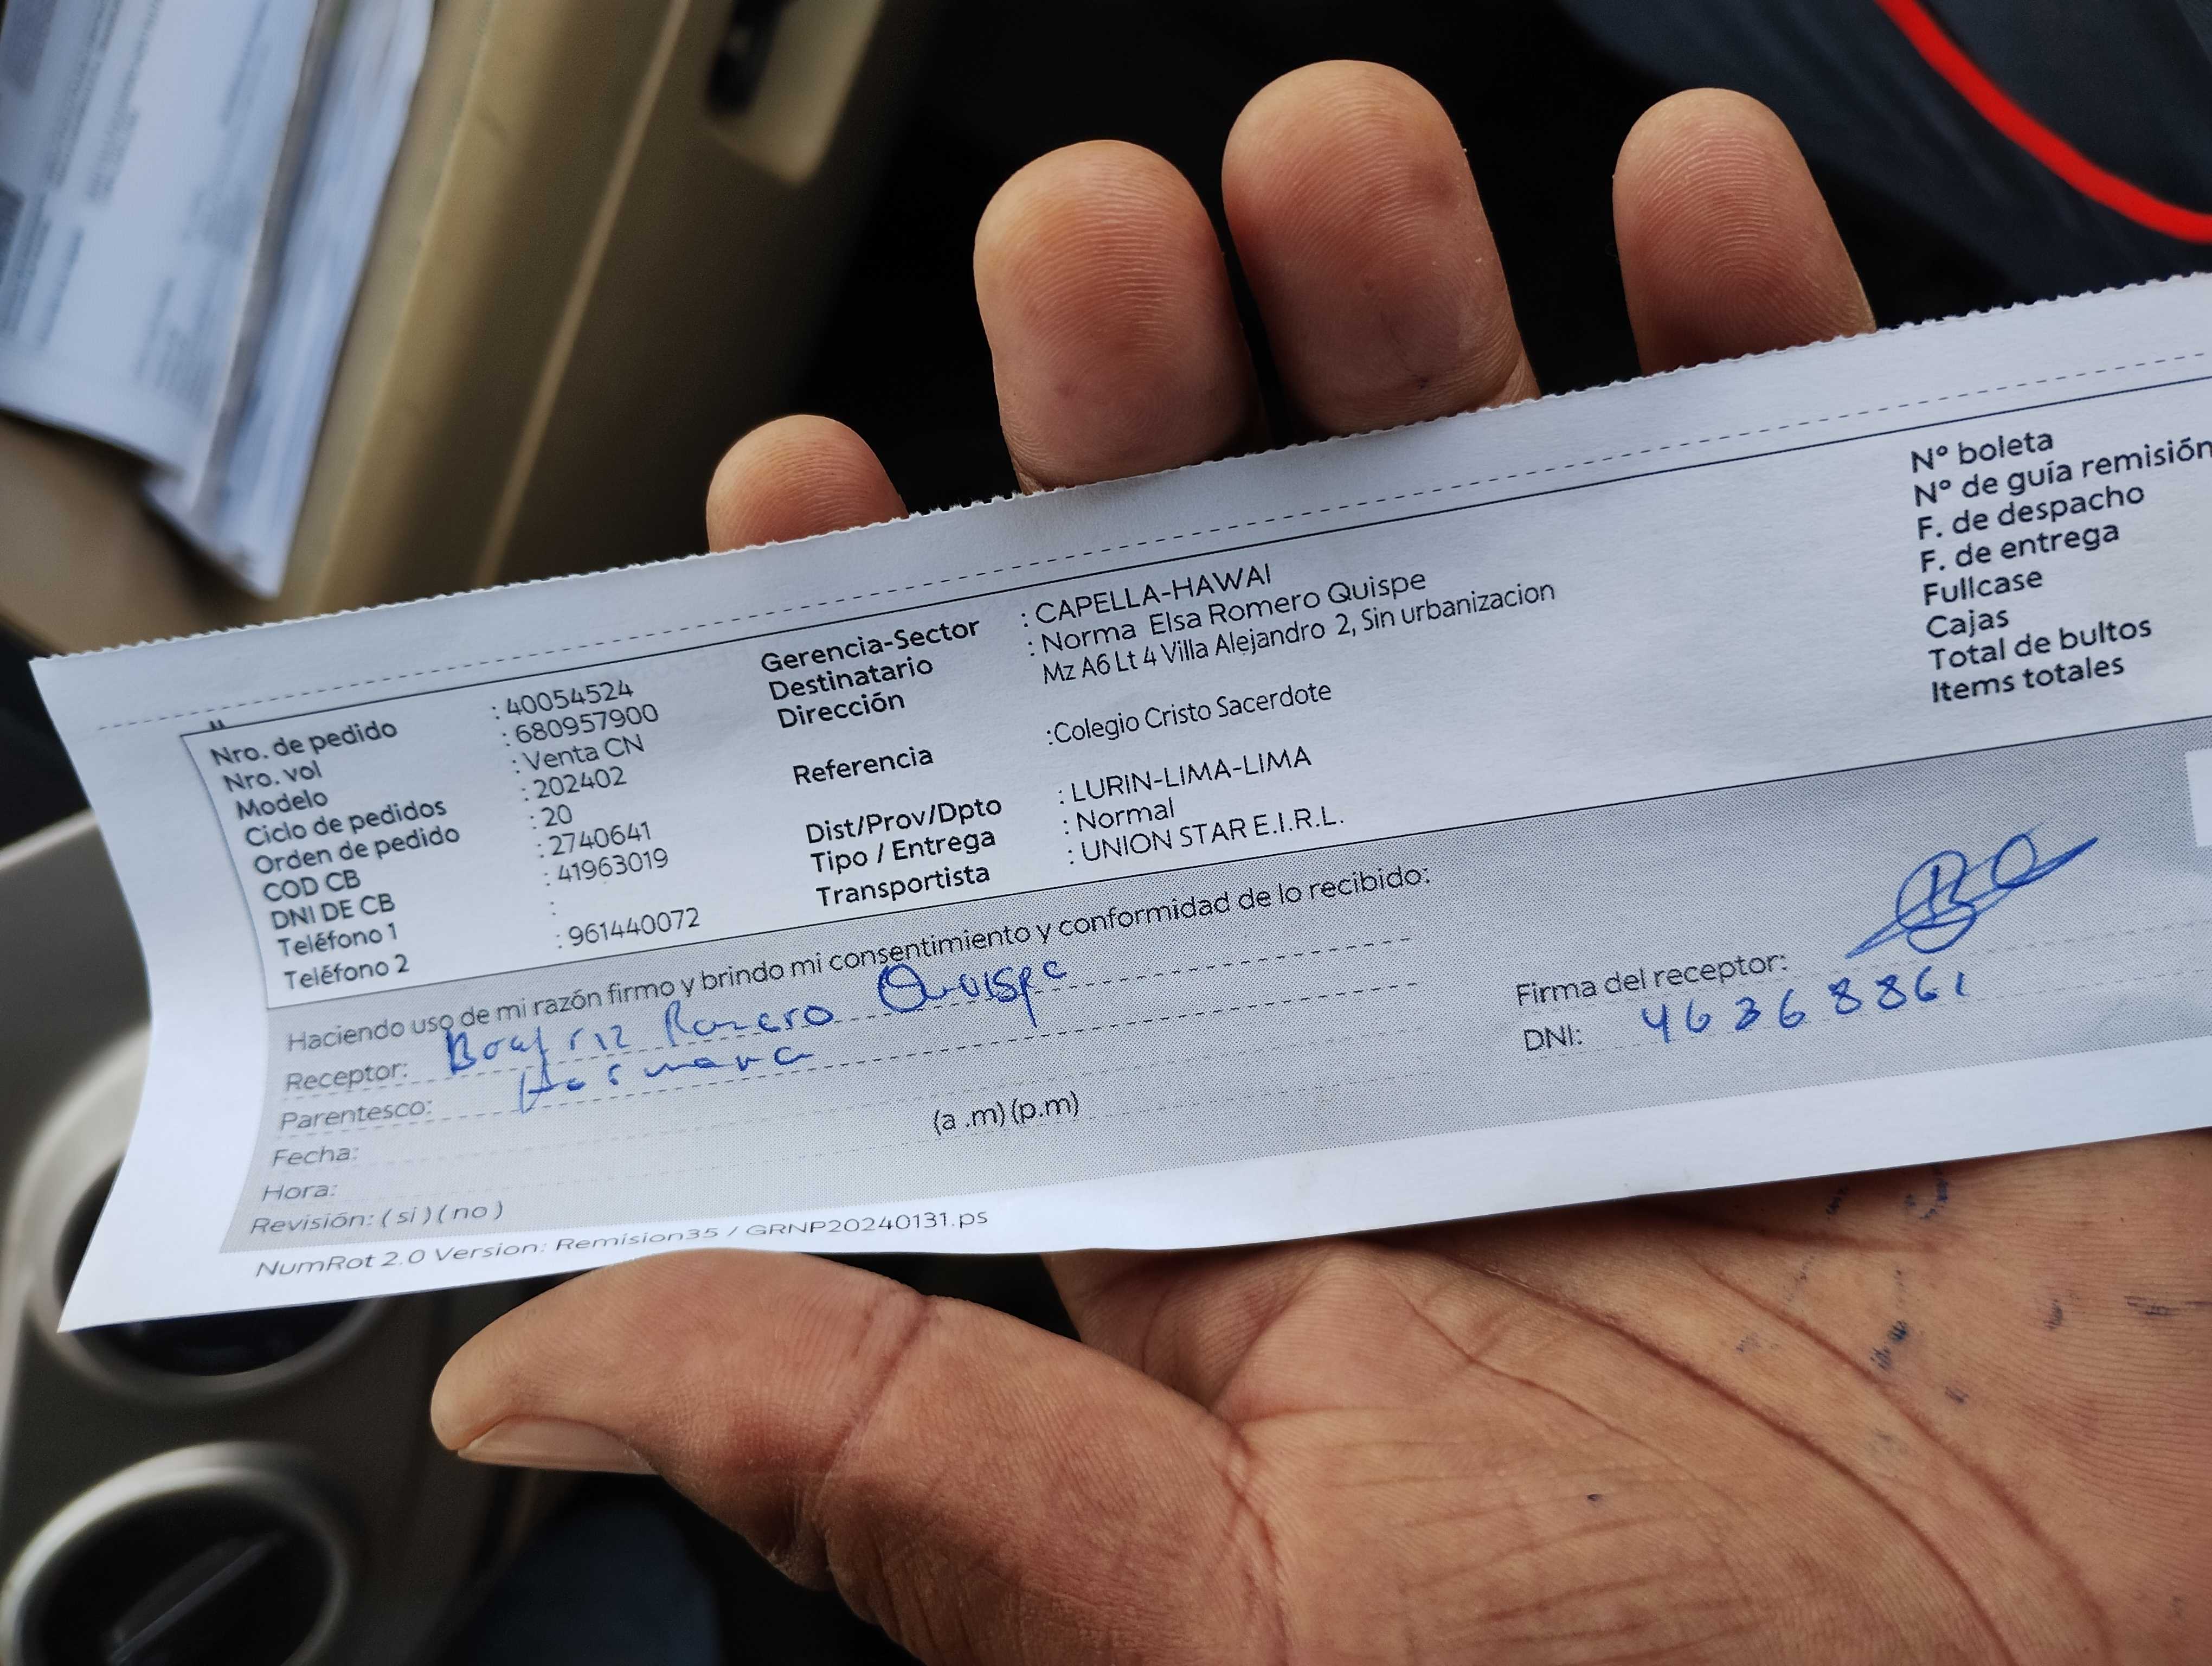 Nro. de pedido : 40054524
Nro. vol : 680957900
Modelo : Venta CN
Ciclo de pedidos : 202402
Orden de pedido : 20
COD CB : 2740641
DNI DE CB : 41963019
Teléfono 1 :
Teléfono 2 : 961440072
Gerencia-Sector : CAPELLA-HAWAI
Destinatario : Norma Elsa Romero Quispe
Dirección Mz A6 Lt 4 Villa Alejandro 2, Sin urbanizacion
Referencia :Colegio Cristo Sacerdote
Dist/Prov/Dpto : LURIN-LIMA-LIMA
Tipo / Entrega : Normal
Transportista : UNION STAR E.I.R.L.
N° boleta
N° de guía remisión
F. de despacho
F. de entrega
Fullcase
Cajas
Total de bultos
Items totales
Haciendo uso de mi razón firmo y brindo mi consentimiento y conformidad de lo recibido:
Receptor: Beatriz Romero Quispe
Parentesco: Hermana
Fecha:
Hora: (a .m) (p.m)
Revisión: ( si ) ( no )
Firma del receptor:
DNI: 46368861
NumRot 2.0 Version: Remision35 / GRNP20240131.ps